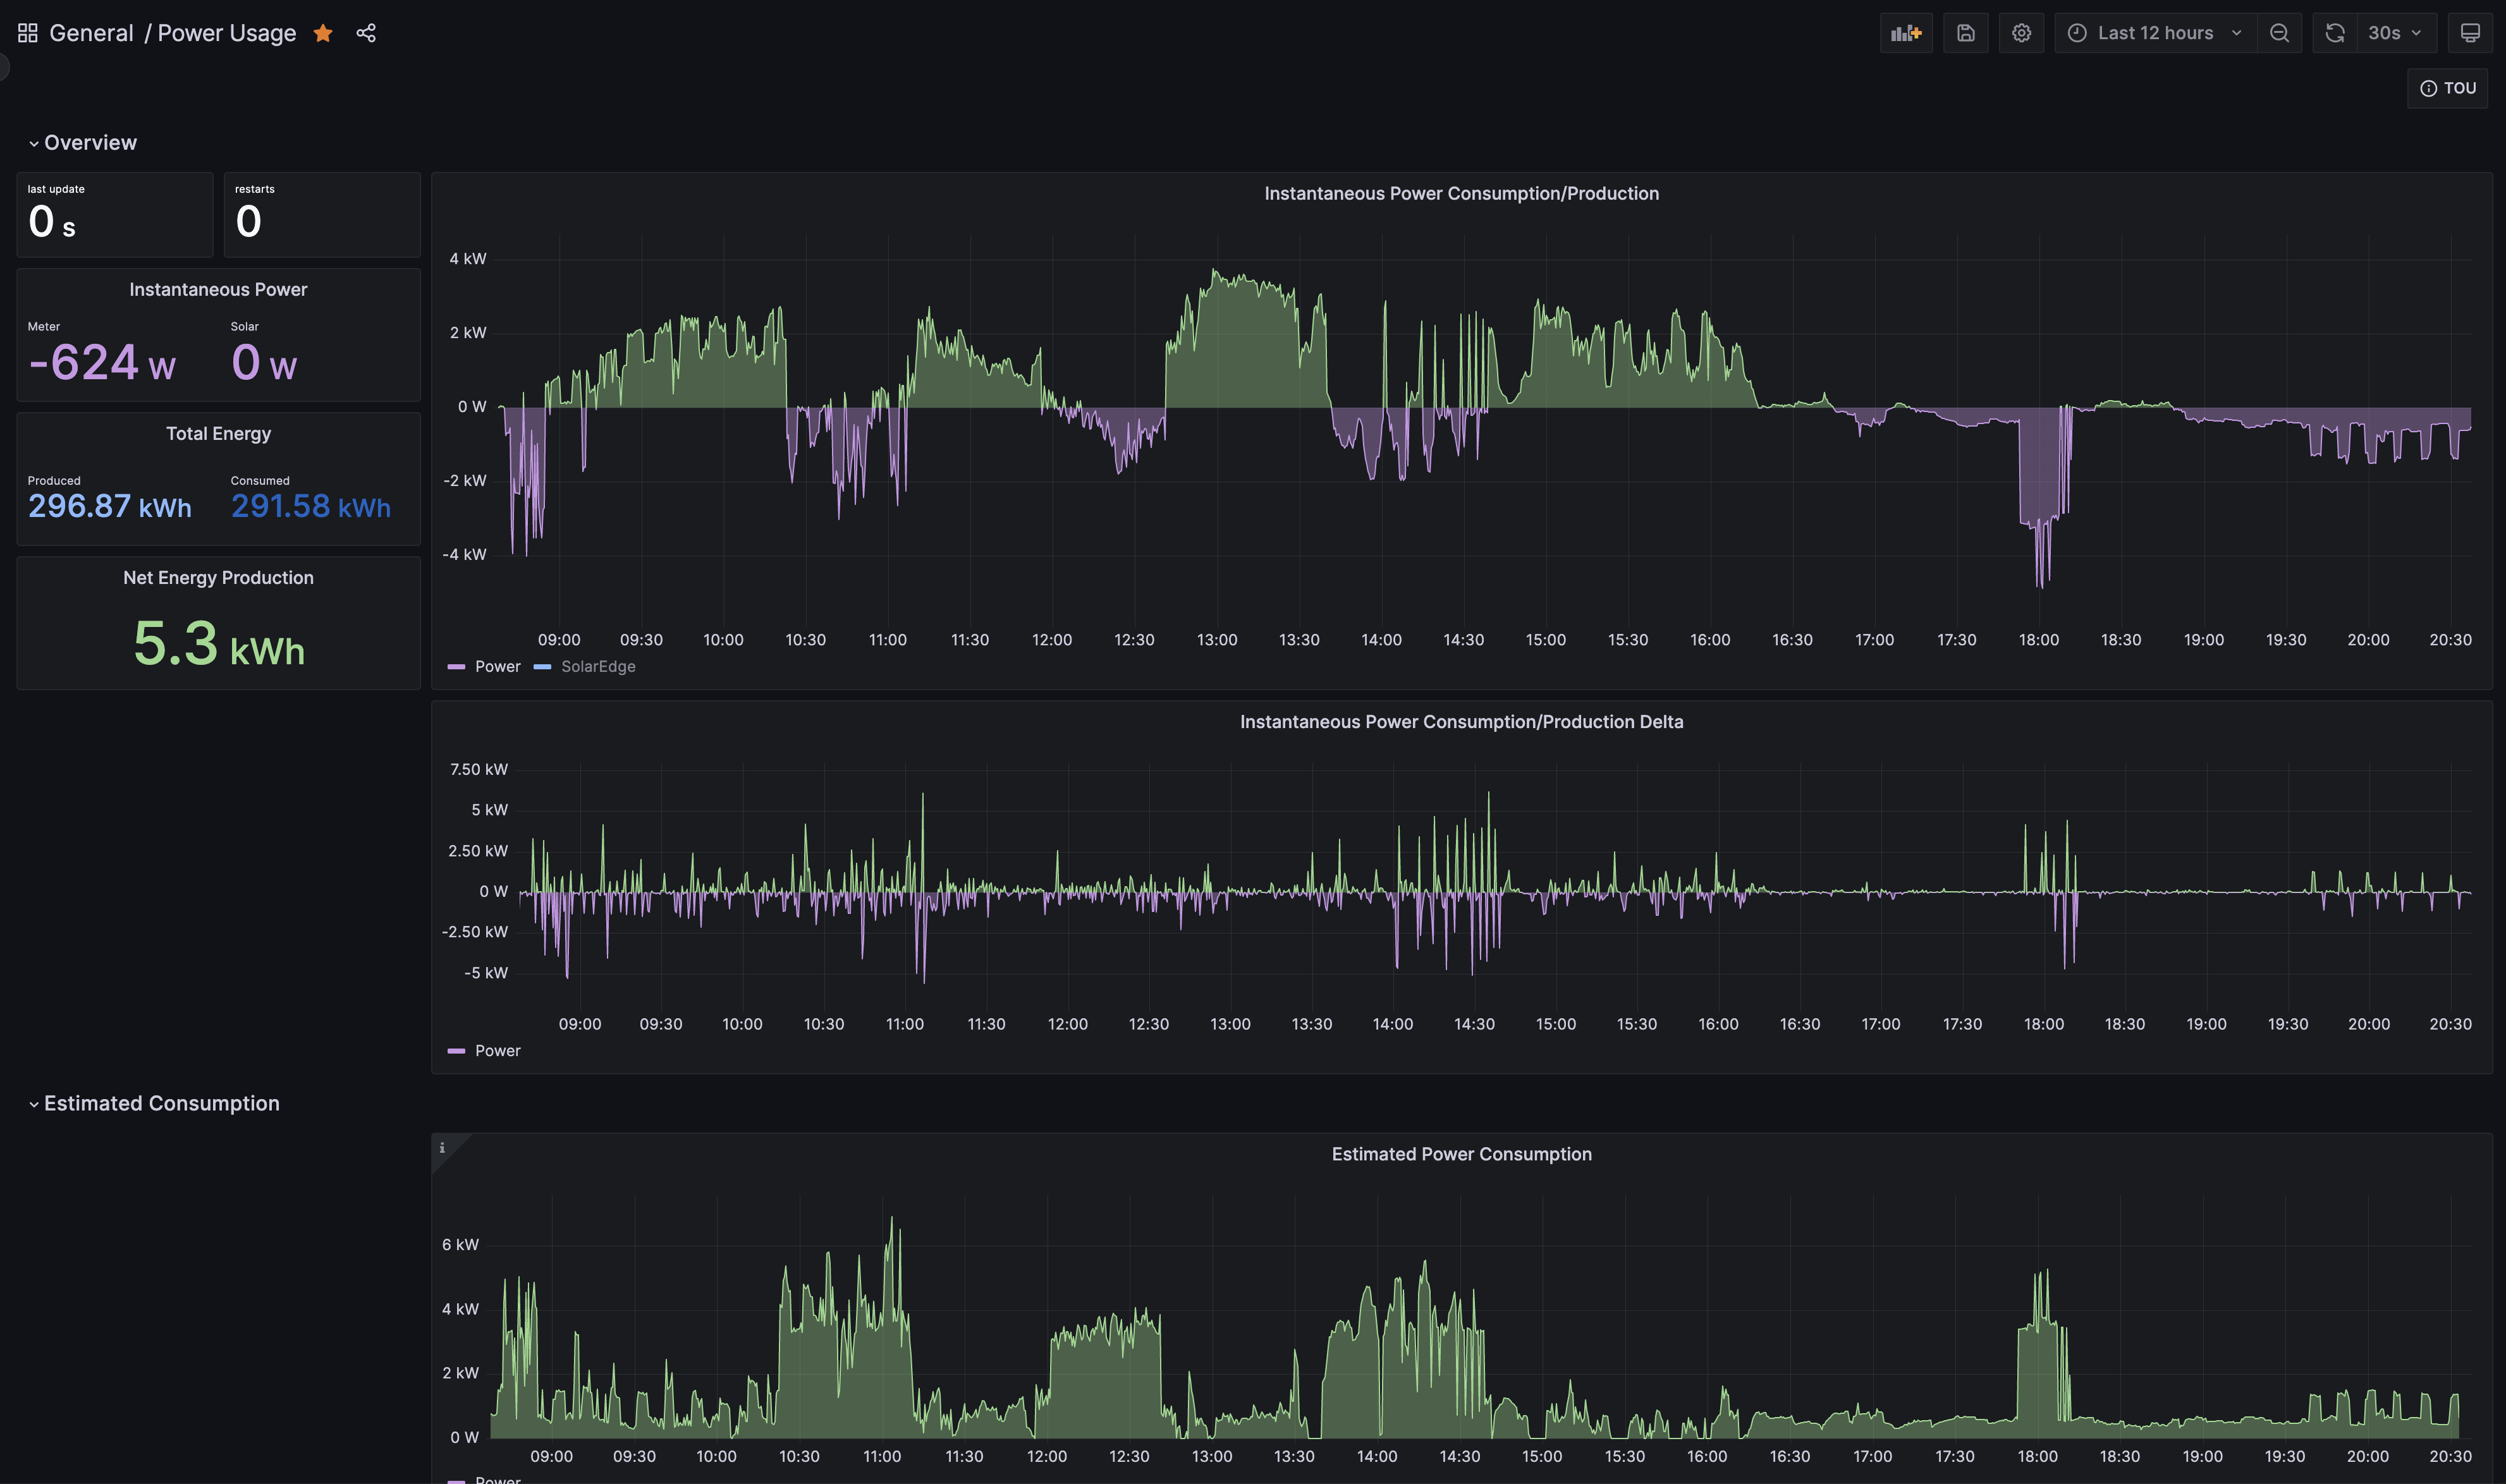 General / Power Usage
Last 12 hours
30s
TOU
Overview
last update
0 s
restarts
0
Instantaneous Power
Meter
-624 W
Solar
0 W
Total Energy
Produced
296.87 kWh
Consumed
291.58 kWh
Net Energy Production
5.3 kWh
Instantaneous Power Consumption/Production
4 kW
2 kW
0 W
-2 kW
-4 kW
09:00 09:30 10:00 10:30 11:00 11:30 12:00 12:30 13:00 13:30 14:00 14:30 15:00 15:30 16:00 16:30 17:00 17:30 18:00 18:30 19:00 19:30 20:00 20:30
Power SolarEdge
Instantaneous Power Consumption/Production Delta
7.50 kW
5 kW
2.50 kW
0 W
-2.50 kW
-5 kW
09:00 09:30 10:00 10:30 11:00 11:30 12:00 12:30 13:00 13:30 14:00 14:30 15:00 15:30 16:00 16:30 17:00 17:30 18:00 18:30 19:00 19:30 20:00 20:30
Power
Estimated Consumption
i
Estimated Power Consumption
6 kW
4 kW
2 kW
0 W
09:00 09:30 10:00 10:30 11:00 11:30 12:00 12:30 13:00 13:30 14:00 14:30 15:00 15:30 16:00 16:30 17:00 17:30 18:00 18:30 19:00 19:30 20:00 20:30
Power